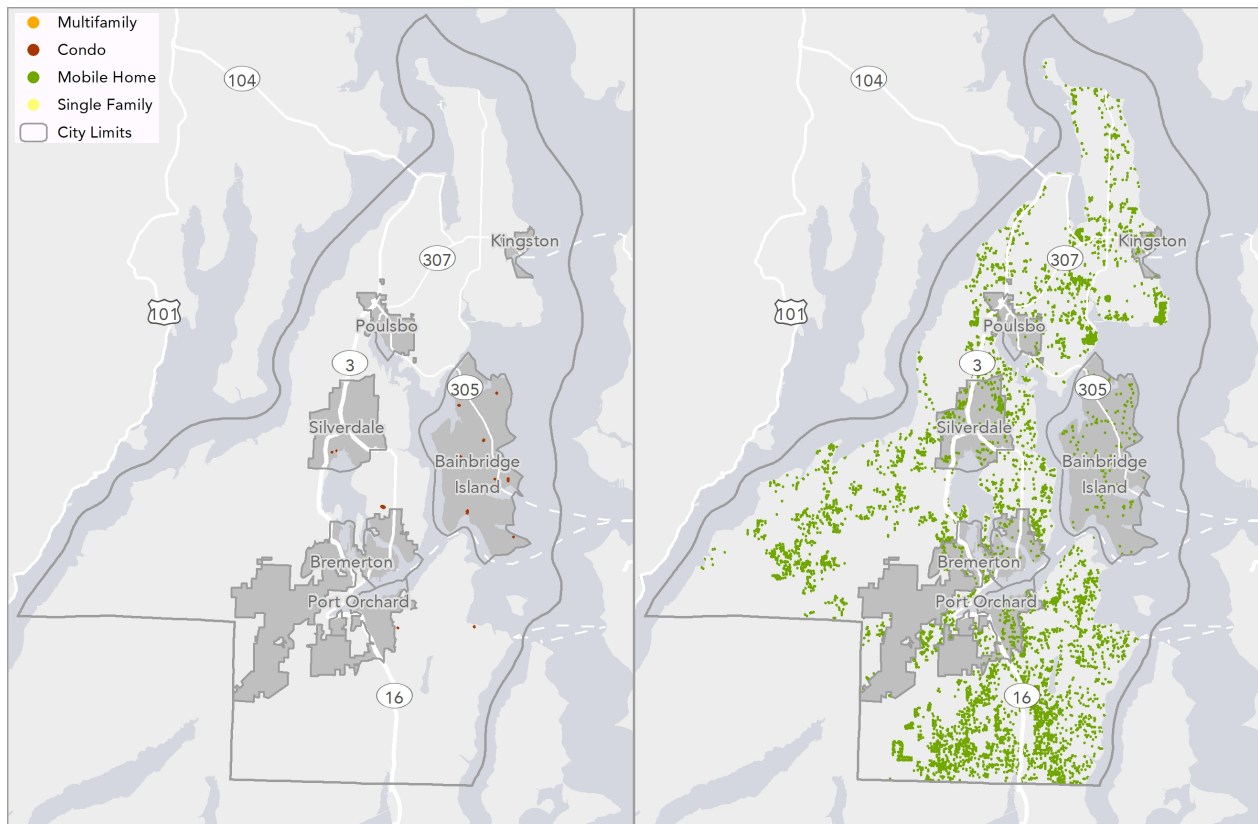 Multifamily
Condo
Mobile Home
Single Family
City Limits
104
Kingston
307
101
Poulsbo
3
305
Silverdale
Bainbridge
Island
Bremerton
Port Orchard
16
104
Kingston
307
101
Poulsbo
3
305
Silverdale
Bainbridge
Island
Bremerton
Port Orchard
16